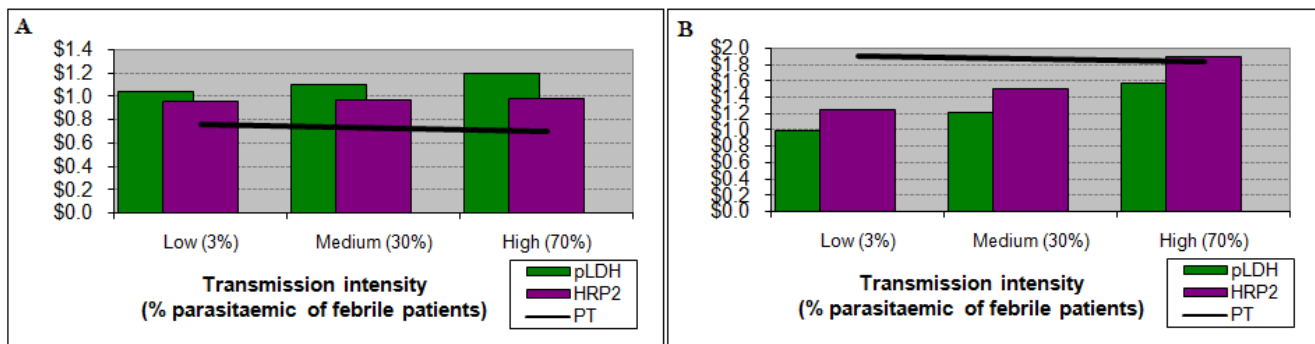 A
$1.4
$1.2
$1.0
$0.8
$0.6
$0.4
$0.2
$0.0
Low (3%) Medium (30%) High (70%)
Transmission intensity
(% parasitaemic of febrile patients)
pLDH
HRP2
PT
B
$2.0
$1.8
$1.6
$1.4
$1.2
$1.0
$0.8
$0.6
$0.4
$0.2
$0.0
Low (3%) Medium (30%) High (70%)
Transmission intensity
(% parasitaemic of febrile patients)
pLDH
HRP2
PT